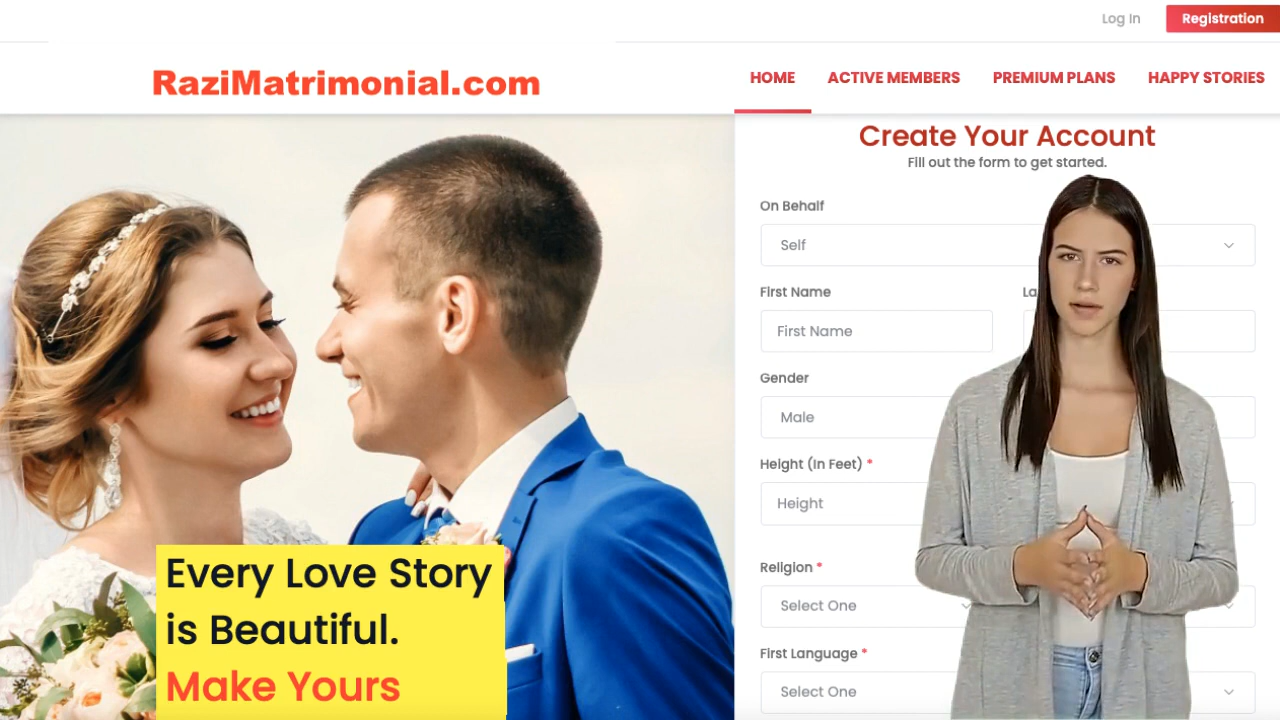 Log In
Registration
RaziMatrimonial.com
HOME
ACTIVE MEMBERS
PREMIUM PLANS
HAPPY STORIES
Create Your Account
Fill out the form to get started.
On Behalf
Self
First Name
La
First Name
Gender
Male
Height (In Feet) *
Height
Religion *
Select One
First Language *
Select One
Every Love Story
is Beautiful.
Make Yours